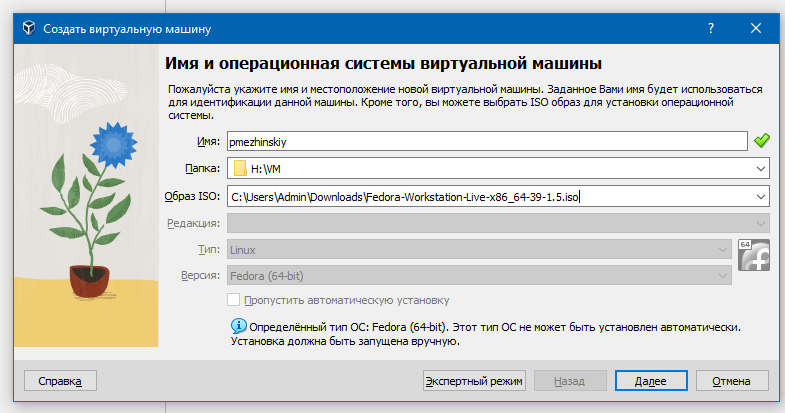 Создать виртуальную машину
?
Имя и операционная системы виртуальной машины
Пожалуйста укажите имя и местоположение новой виртуальной машины. Заданное Вами имя будет использоваться
для идентификации данной машины. Кроме того, вы можете выбрать ISO образ для установки операционной
системы.
Имя: pmezhinskiy
Папка: H:\VM
Образ ISO: C:\Users\Admin\Downloads\Fedora-Workstation-Live-x86_64-39-1.5.iso
Редакция:
Тип: Linux
64
Версия: Fedora (64-bit)
Пропустить автоматическую установку
Определённый тип ОС: Fedora (64-bit). Этот тип ОС не может быть установлен автоматически.
Установка должна быть запущена вручную.
Справка Экспертный режим Назад Далее Отмена